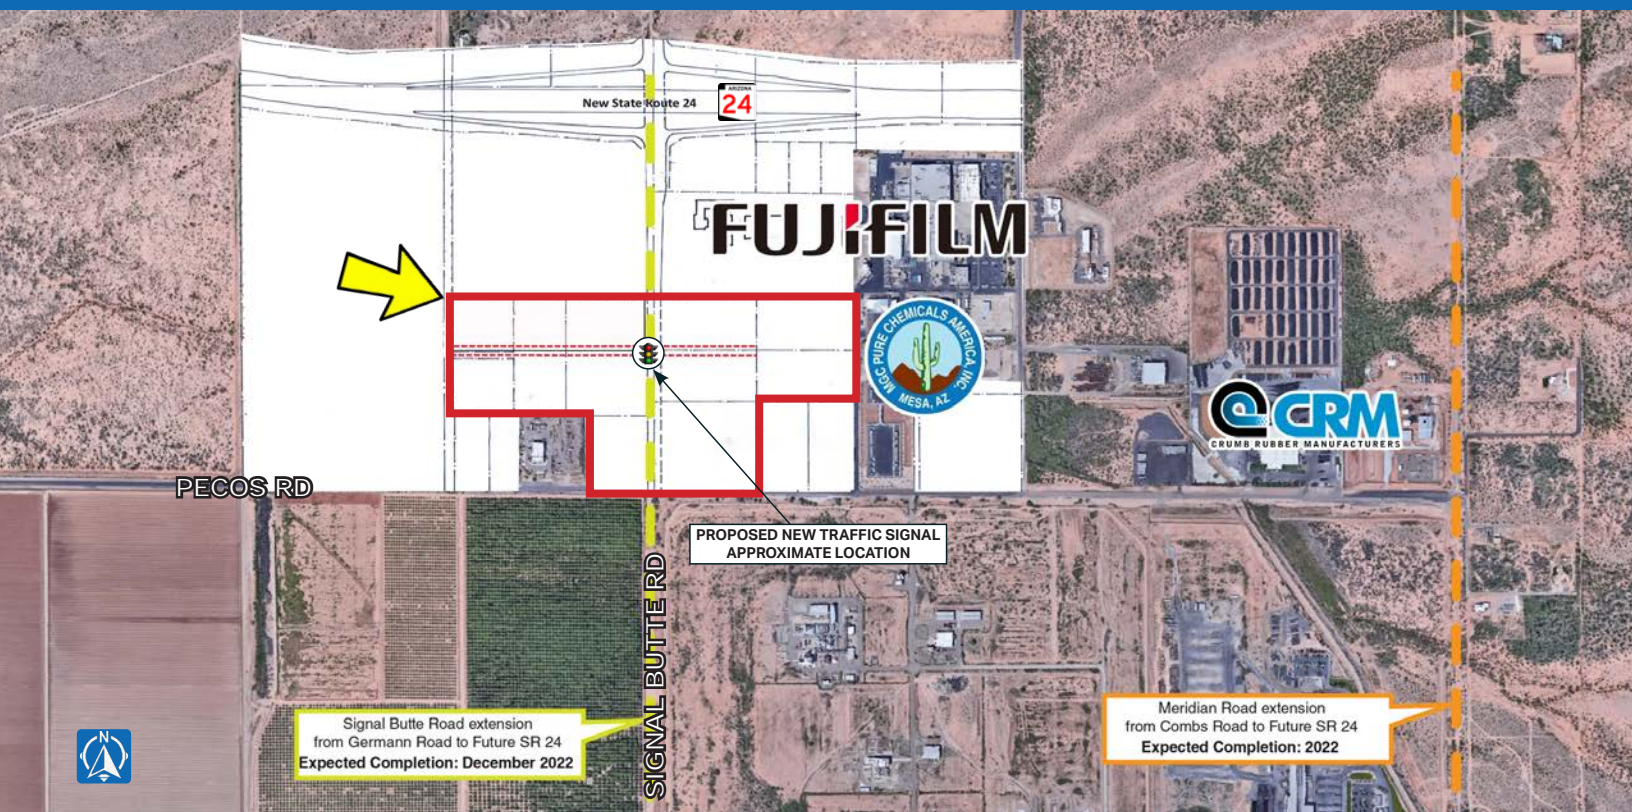 New State Route 24
ARIZONA
24
FUJIFILM
MGC PURE CHEMICALS AMERICA, INC.
MESA, AZ
CRM
CRUMB RUBBER MANUFACTURERS
PECOS RD
PROPOSED NEW TRAFFIC SIGNAL
APPROXIMATE LOCATION
SIGNAL BUTTE RD
Signal Butte Road extension
from Germann Road to Future SR 24
Expected Completion: December 2022
Meridian Road extension
from Combs Road to Future SR 24
Expected Completion: 2022
N